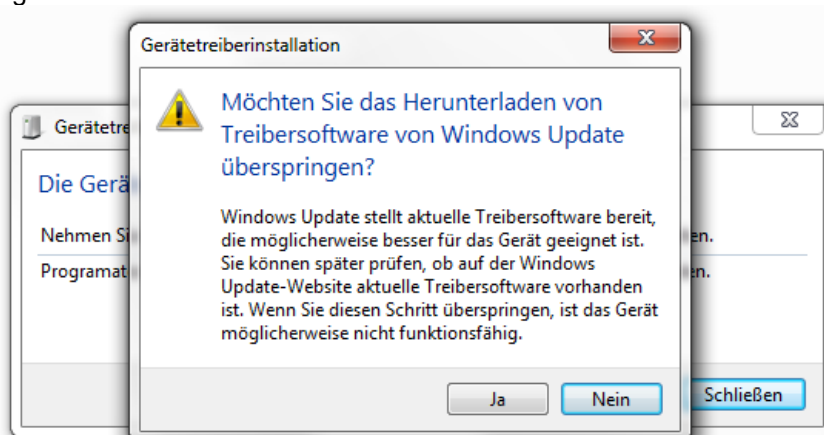 Gerätetreiberinstallation
Möchten Sie das Herunterladen von
Treibersoftware von Windows Update
überspringen?
Windows Update stellt aktuelle Treibersoftware bereit,
die möglicherweise besser für das Gerät geeignet ist.
Sie können später prüfen, ob auf der Windows
Update-Website aktuelle Treibersoftware vorhanden
ist. Wenn Sie diesen Schritt überspringen, ist das Gerät
möglicherweise nicht funktionsfähig.
Ja Nein
Gerätetre
Die Gerä
Nehmen Si en.
Programat en.
Schließen